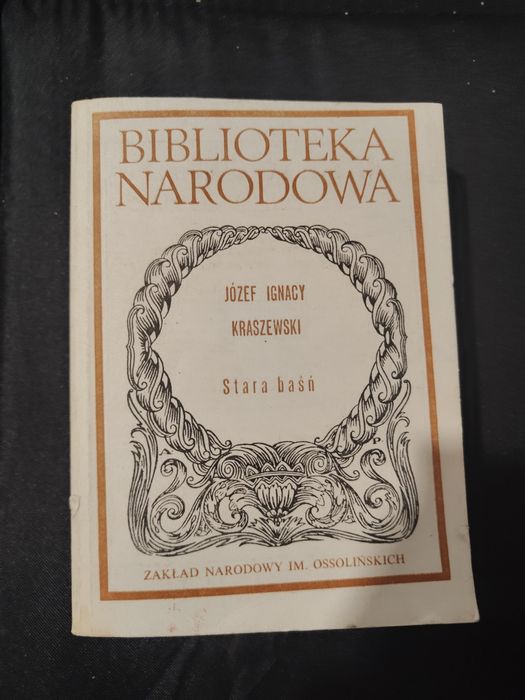 BIBLIOTEKA
NARODOWA
JÓZEF IGNACY
KRASZEWSKI
Stara baśń
A P
ZAKŁAD NARODOWY IM. OSSOLIŃSKICH